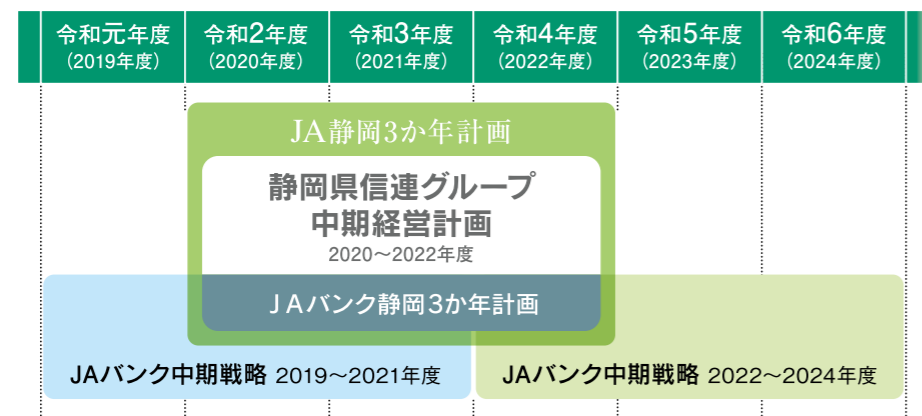 令和元年度
(2019年度)
令和2年度
(2020年度)
令和3年度
(2021年度)
令和4年度
(2022年度)
令和5年度
(2023年度)
令和6年度
(2024年度)
JA静岡3か年計画
静岡県信連グループ
中期経営計画
2020～2022年度
JAバンク静岡3か年計画
JAバンク中期戦略 2019～2021年度
JAバンク中期戦略 2022～2024年度